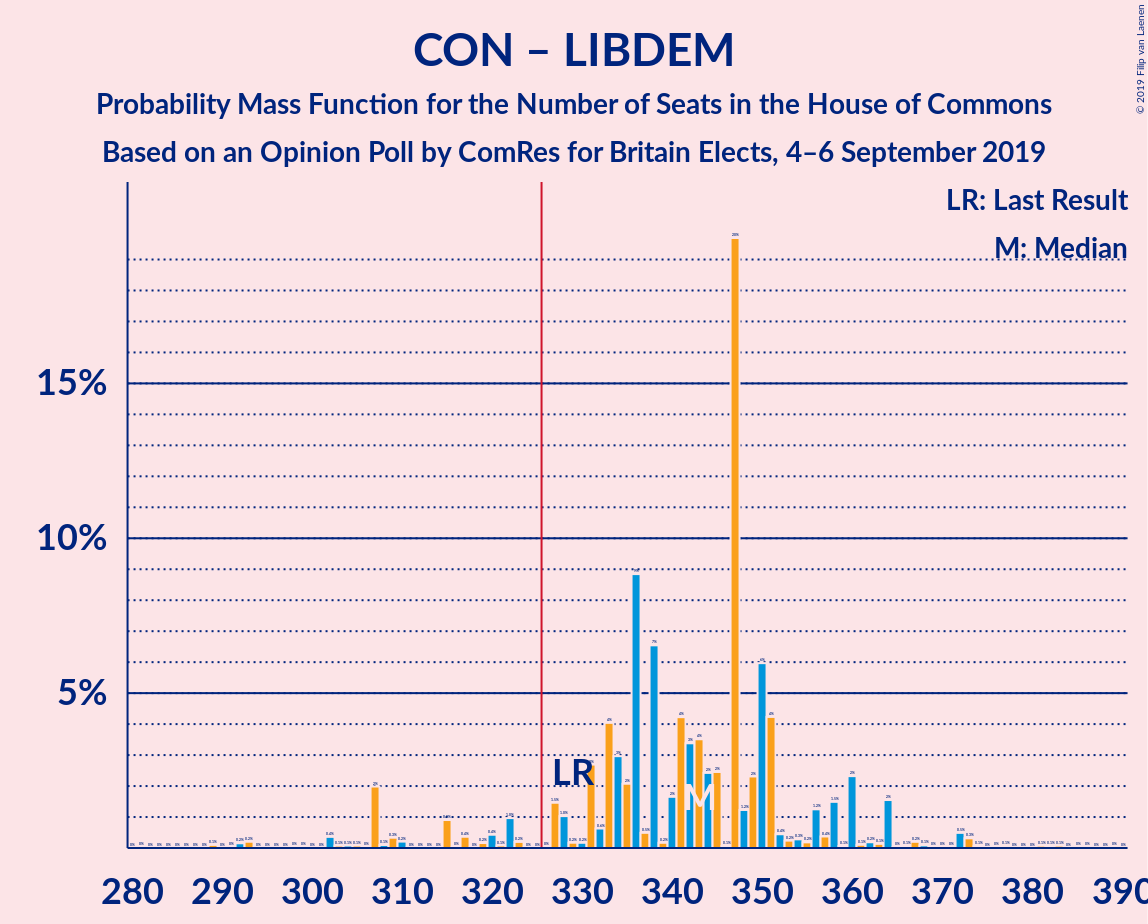 CON – LIBDEM
Probability Mass Function for the Number of Seats in the House of Commons
Based on an Opinion Poll by ComRes for Britain Elects, 4–6 September 2019
© 2019 Filip van Laenen
LR: Last Result
M: Median
15%
10%
5%
LR
M
280 290 300 310 320 330 340 350 360 370 380 390